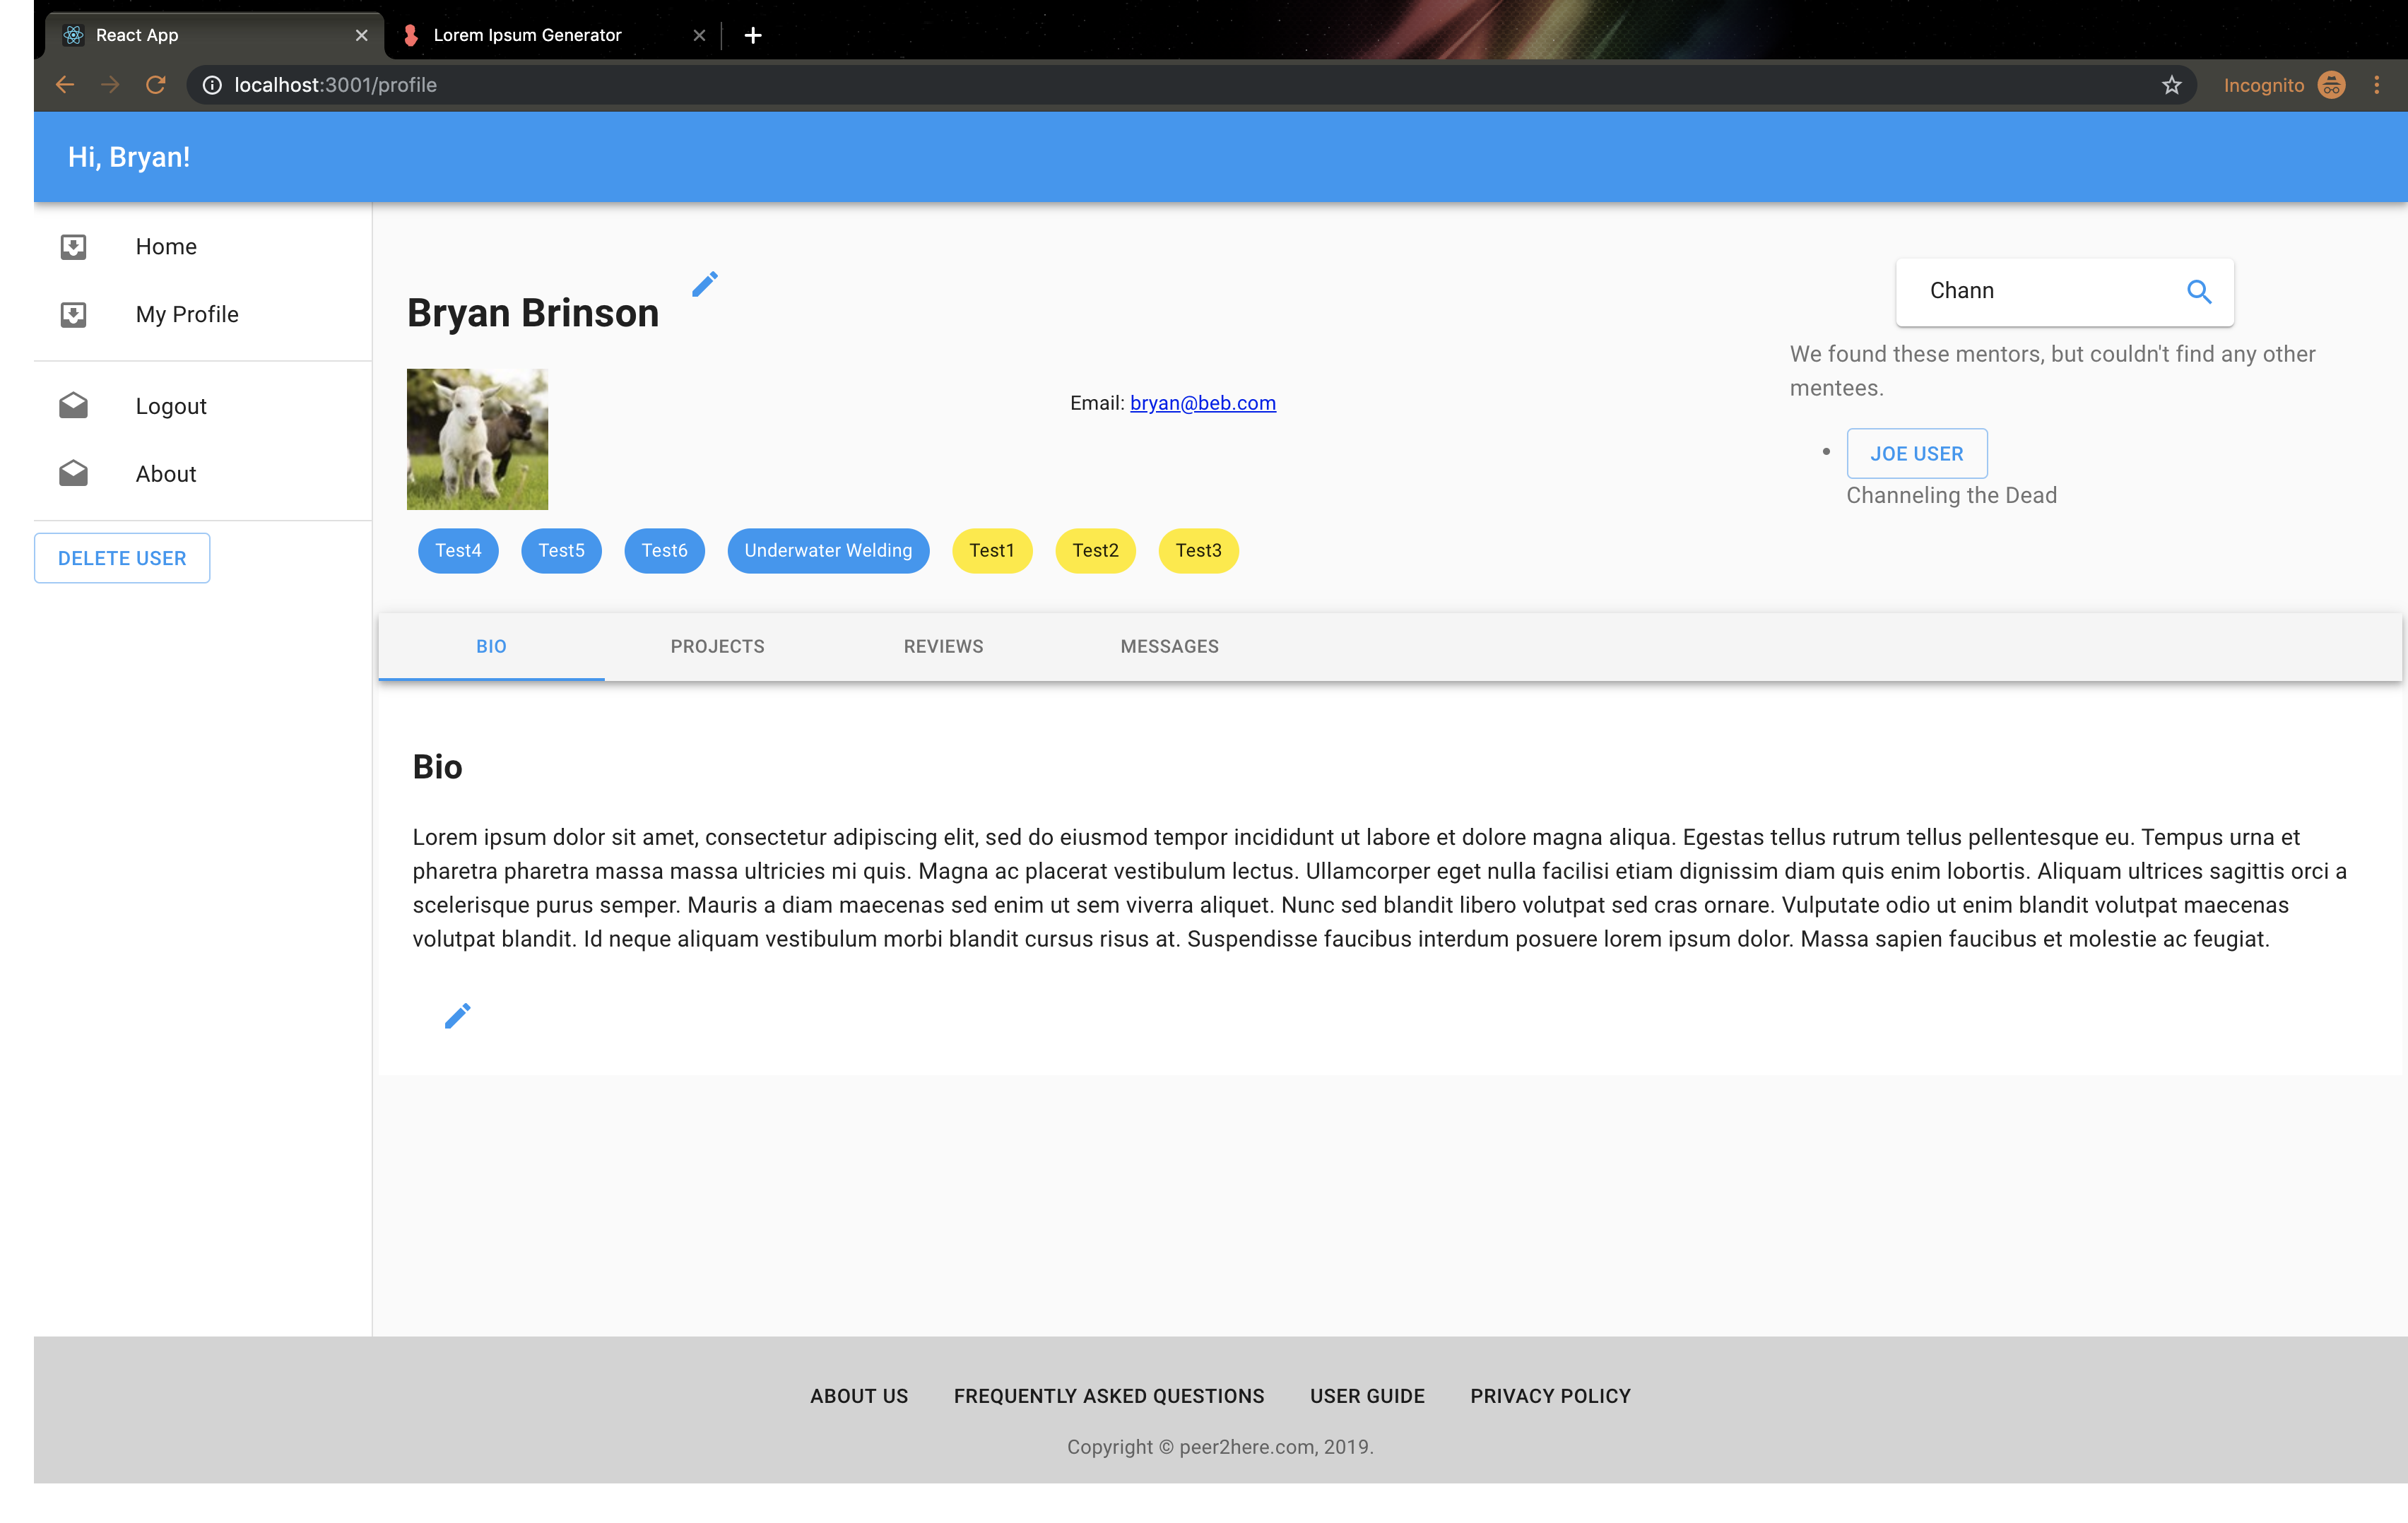 React App
Lorem Ipsum Generator
localhost:3001/profile
Incognito
Hi, Bryan!
Home
My Profile
Logout
About
DELETE USER
Bryan Brinson
Email: bryan@beb.com
Chann
We found these mentors, but couldn't find any other
mentees.
JOE USER
Channeling the Dead
Test4 Test5 Test6 Underwater Welding Test1 Test2 Test3
BIO PROJECTS REVIEWS MESSAGES
Bio
Lorem ipsum dolor sit amet, consectetur adipiscing elit, sed do eiusmod tempor incididunt ut labore et dolore magna aliqua. Egestas tellus rutrum tellus pellentesque eu. Tempus urna et
pharetra pharetra massa massa ultricies mi quis. Magna ac placerat vestibulum lectus. Ullamcorper eget nulla facilisi etiam dignissim diam quis enim lobortis. Aliquam ultrices sagittis orci a
scelerisque purus semper. Mauris a diam maecenas sed enim ut sem viverra aliquet. Nunc sed blandit libero volutpat sed cras ornare. Vulputate odio ut enim blandit volutpat maecenas
volutpat blandit. Id neque aliquam vestibulum morbi blandit cursus risus at. Suspendisse faucibus interdum posuere lorem ipsum dolor. Massa sapien faucibus et molestie ac feugiat.
ABOUT US FREQUENTLY ASKED QUESTIONS USER GUIDE PRIVACY POLICY
Copyright © peer2here.com, 2019.